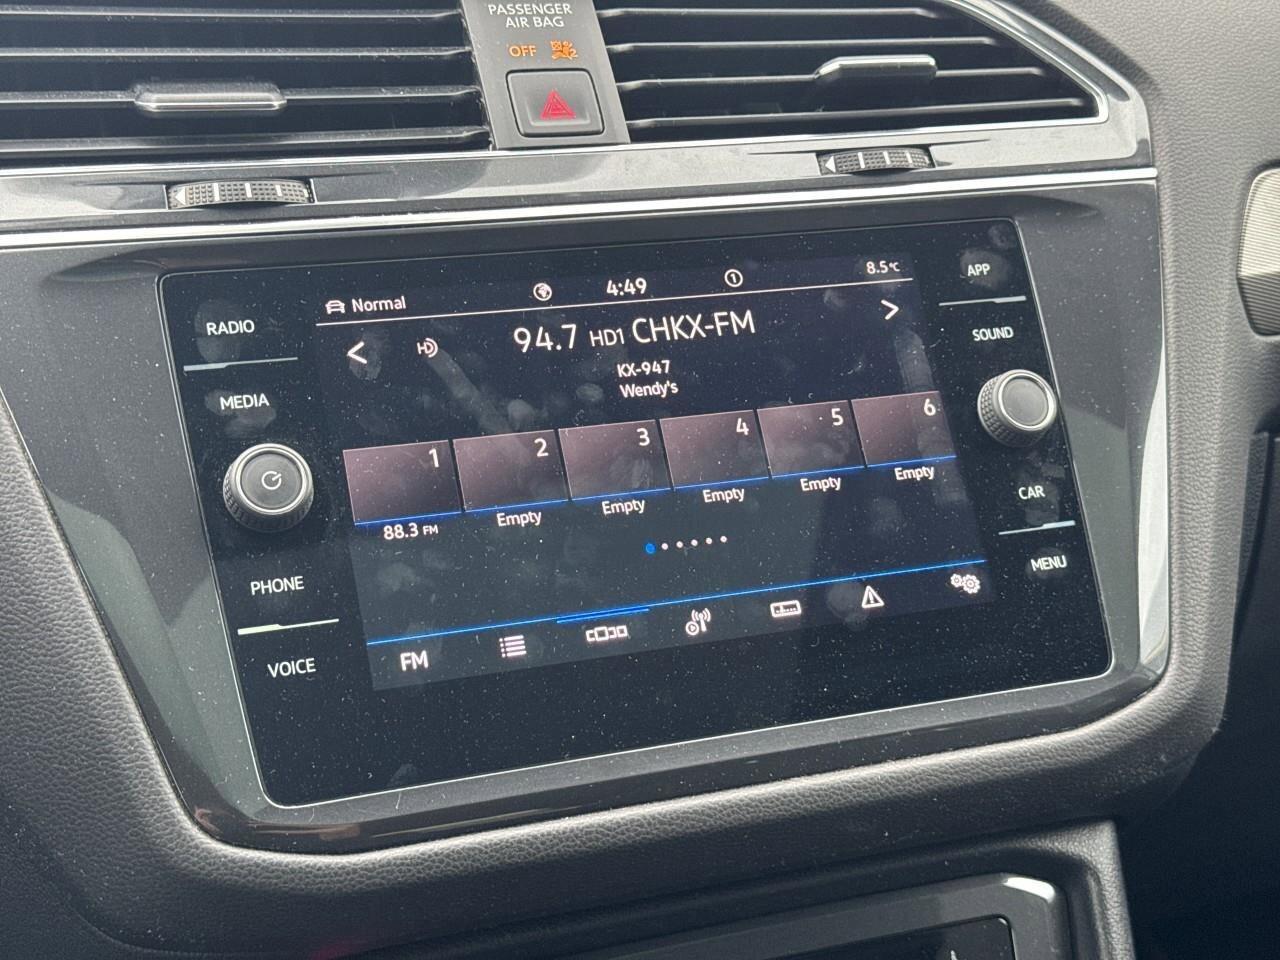 PASSENGER
AIR BAG
OFF
Normal
4:49
1
8.5°C
RADIO
MEDIA
PHONE
VOICE
94.7 HD1 CHKX-FM
HD
KX-947
Wendy's
1
2
3
4
5
6
88.3 FM
Empty
Empty
Empty
Empty
Empty
FM
APP
SOUND
CAR
MENU